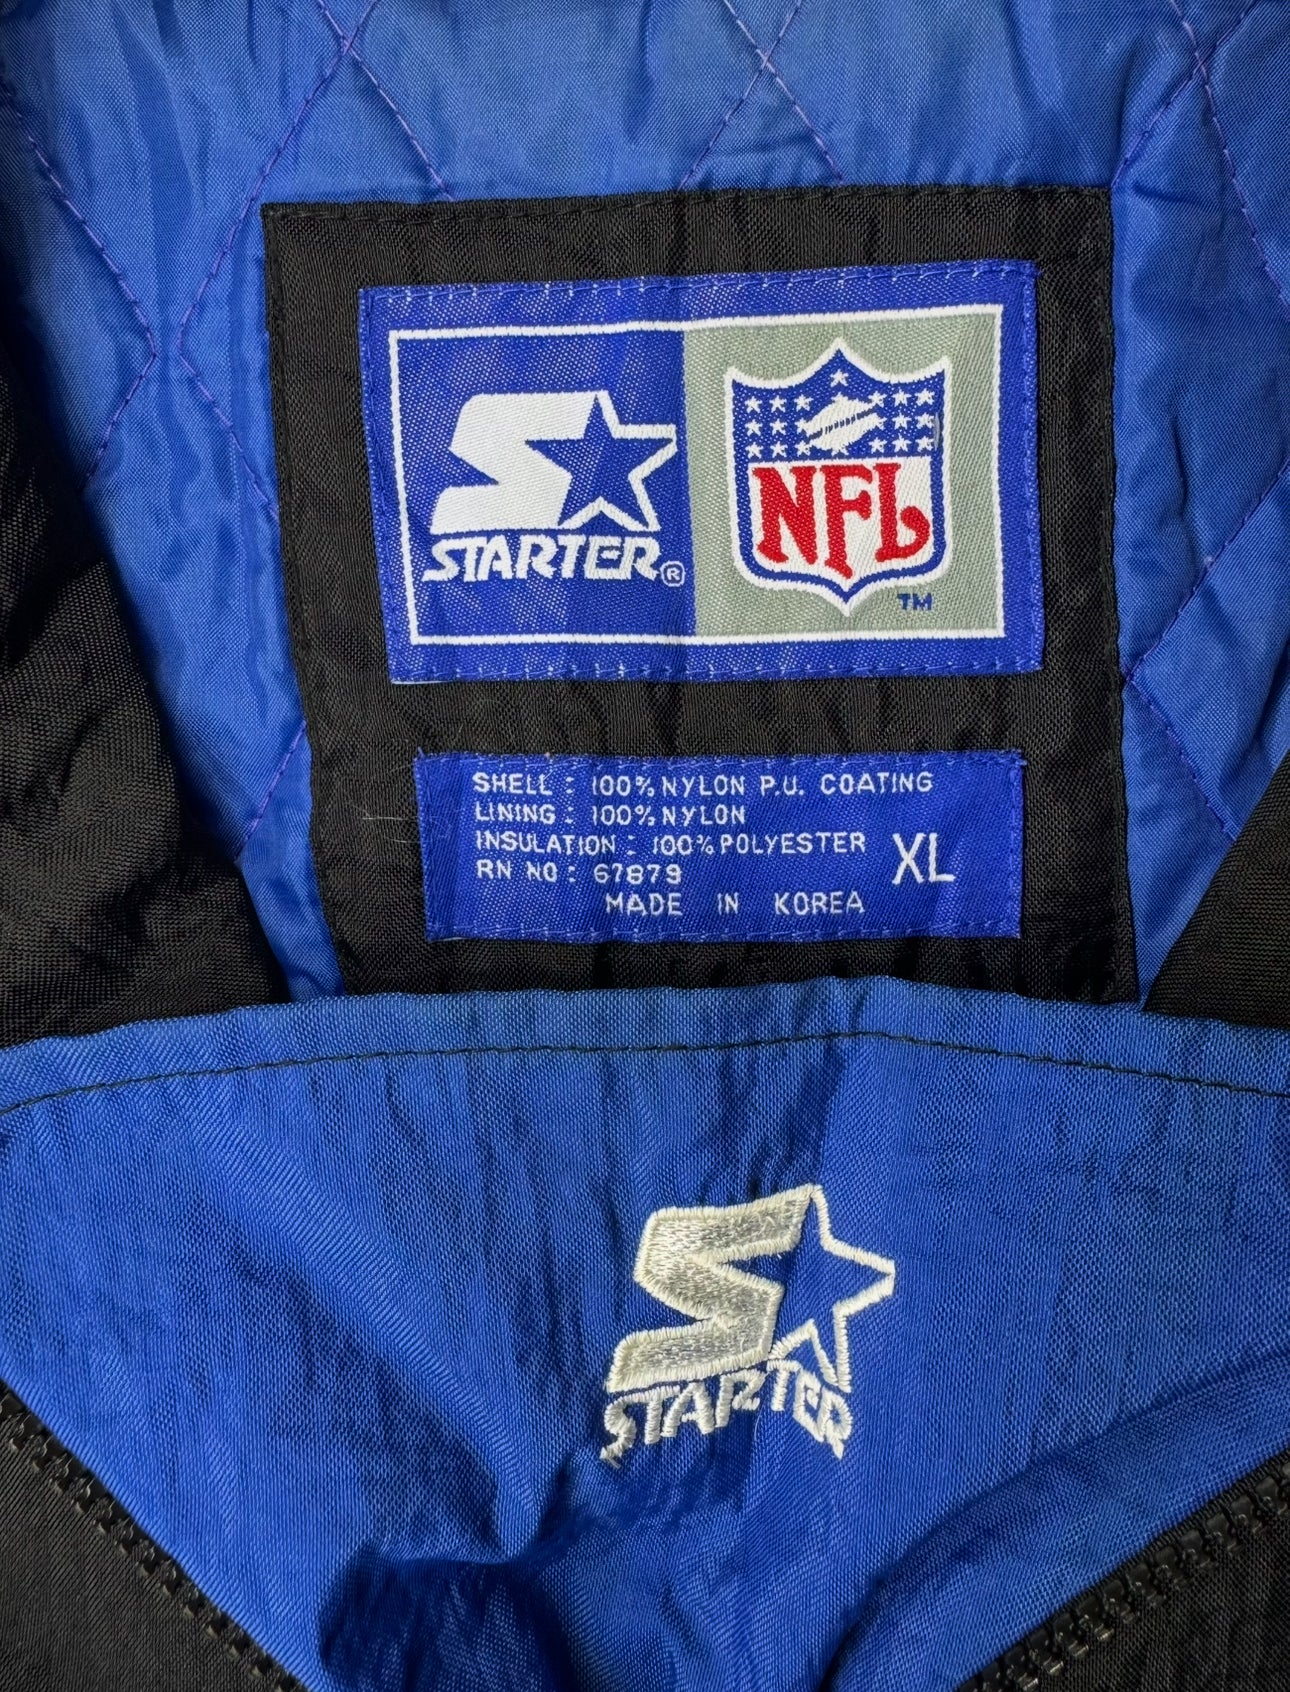 STARTER®
NFL
TM
SHELL : 100% NYLON P.U. COATING
LINING : 100% NYLON
INSULATION : 100% POLYESTER
XL
RN NO : 67879
MADE IN KOREA
STARTER